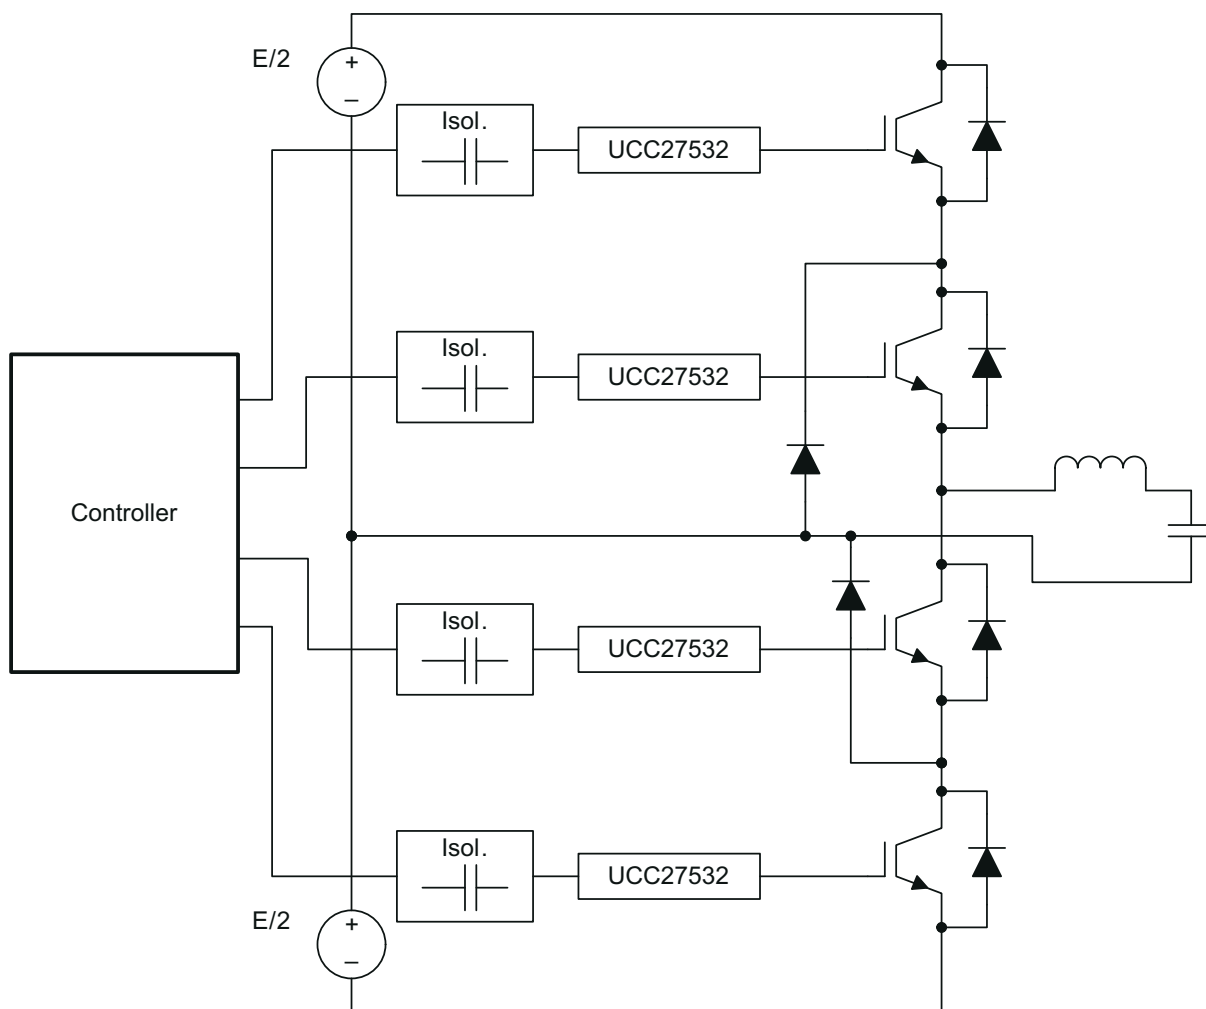 E/2
+
–
Isol.
UCC27532
Isol.
UCC27532
Controller
Isol.
UCC27532
Isol.
UCC27532
E/2
+
–